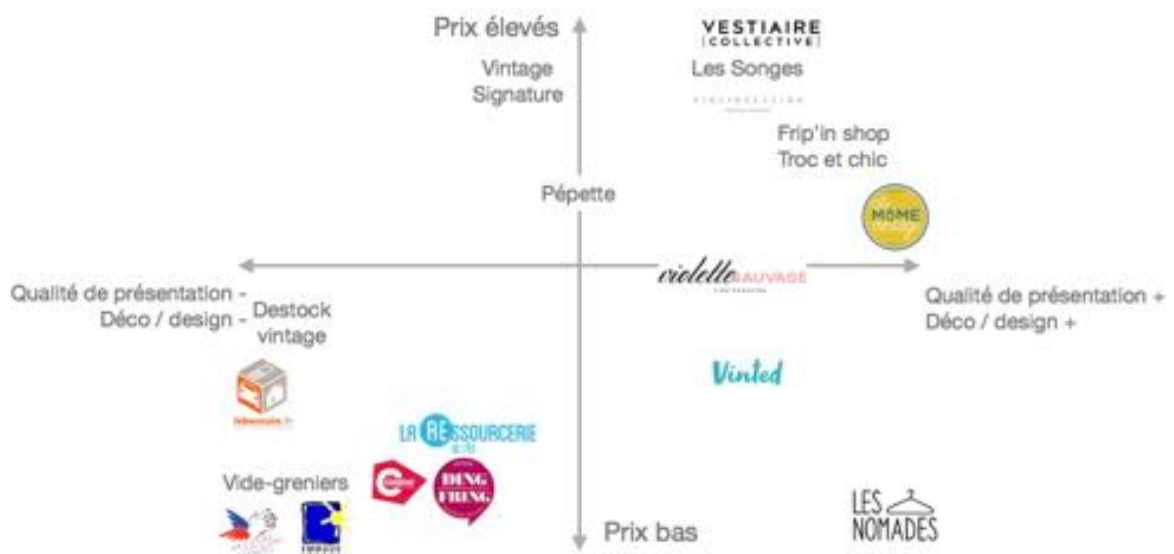 Prix élevés
VESTIAIRE
[COLLECTIVE]
Vintage
Signature
Les Songes
Frip'in shop
Troc et chic
Pépette
MÔME
violette SAUVAGE
Qualité de présentation -
Déco / design -
Destock
vintage
Qualité de présentation +
Déco / design +
Vinted
leboncoin.fr
LA RESSOURCERIE
Vide-greniers
DING
FRING
LES
NOMADES
Prix bas